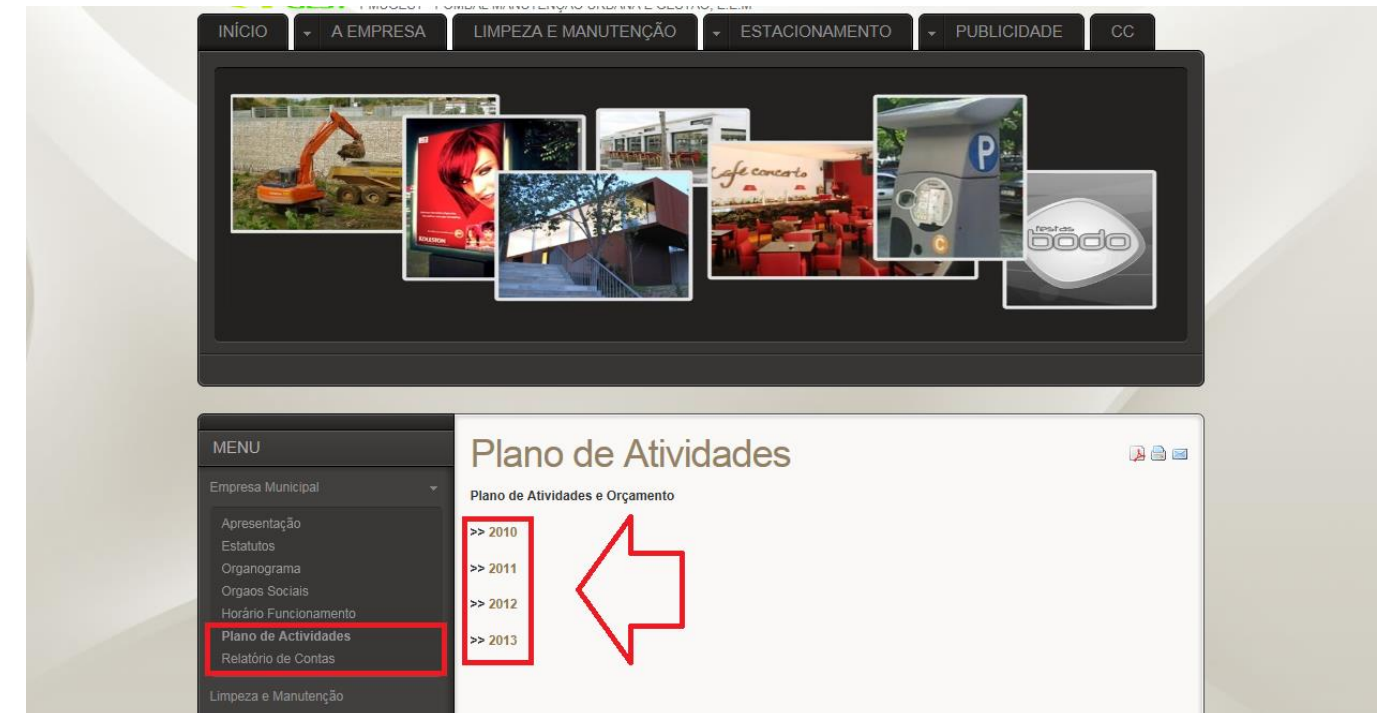 INÍCIO
A EMPRESA
LIMPEZA E MANUTENÇÃO
ESTACIONAMENTO
PUBLICIDADE
CC
Café concerto
P
C
fiestas
bodo
MENU
Empresa Municipal
Apresentação
Estatutos
Organograma
Orgaos Sociais
Horário Funcionamento
Plano de Actividades
Relatório de Contas
Limpeza e Manutenção
Plano de Atividades
Plano de Atividades e Orçamento
>> 2010
>> 2011
>> 2012
>> 2013